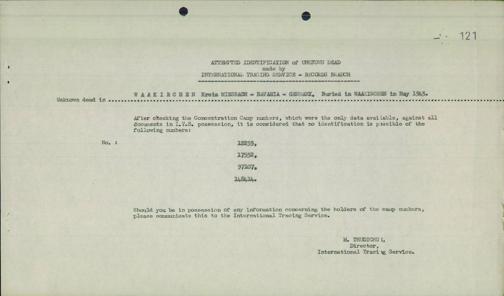 121
ATTEMPTED IDENTIFICATION of UNKNOWN DEAD
made by
INTERNATIONAL TRACING SERVICE - RECORDS BRANCH
Unknown dead in W A A K I R C H E N Kreis MIESBACH - BAVARIA - GERMANY, Buried in WAAKIRCHEN in May 1945.
After checking the Concentration Camp numbers, which were the only data available, against all
documents in I.T.S. possession, it is considered that no identification is possible of the
following numbers:
No. :
17552,
Should you be in possession of any information concerning the holders of the camp numbers,
please communicate this to the International Tracing Service.
Director,
International Tracing Service.